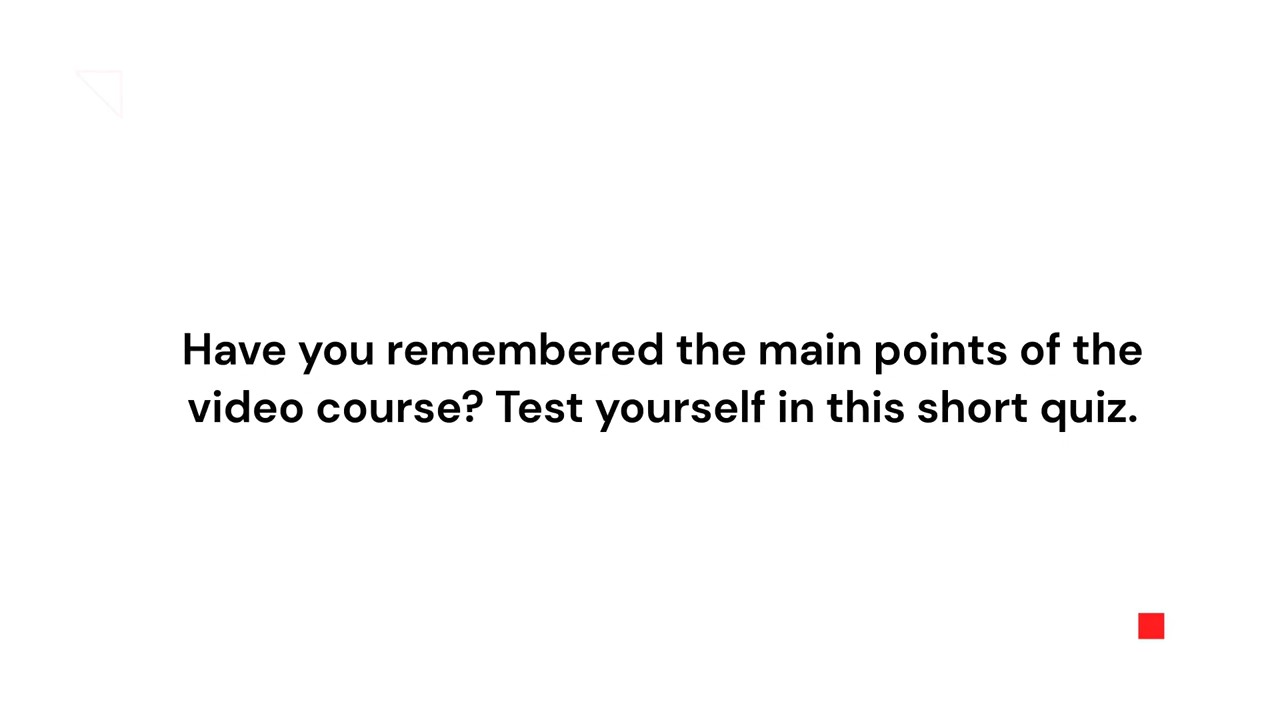 Have you remembered the main points of the
video course? Test yourself in this short quiz.